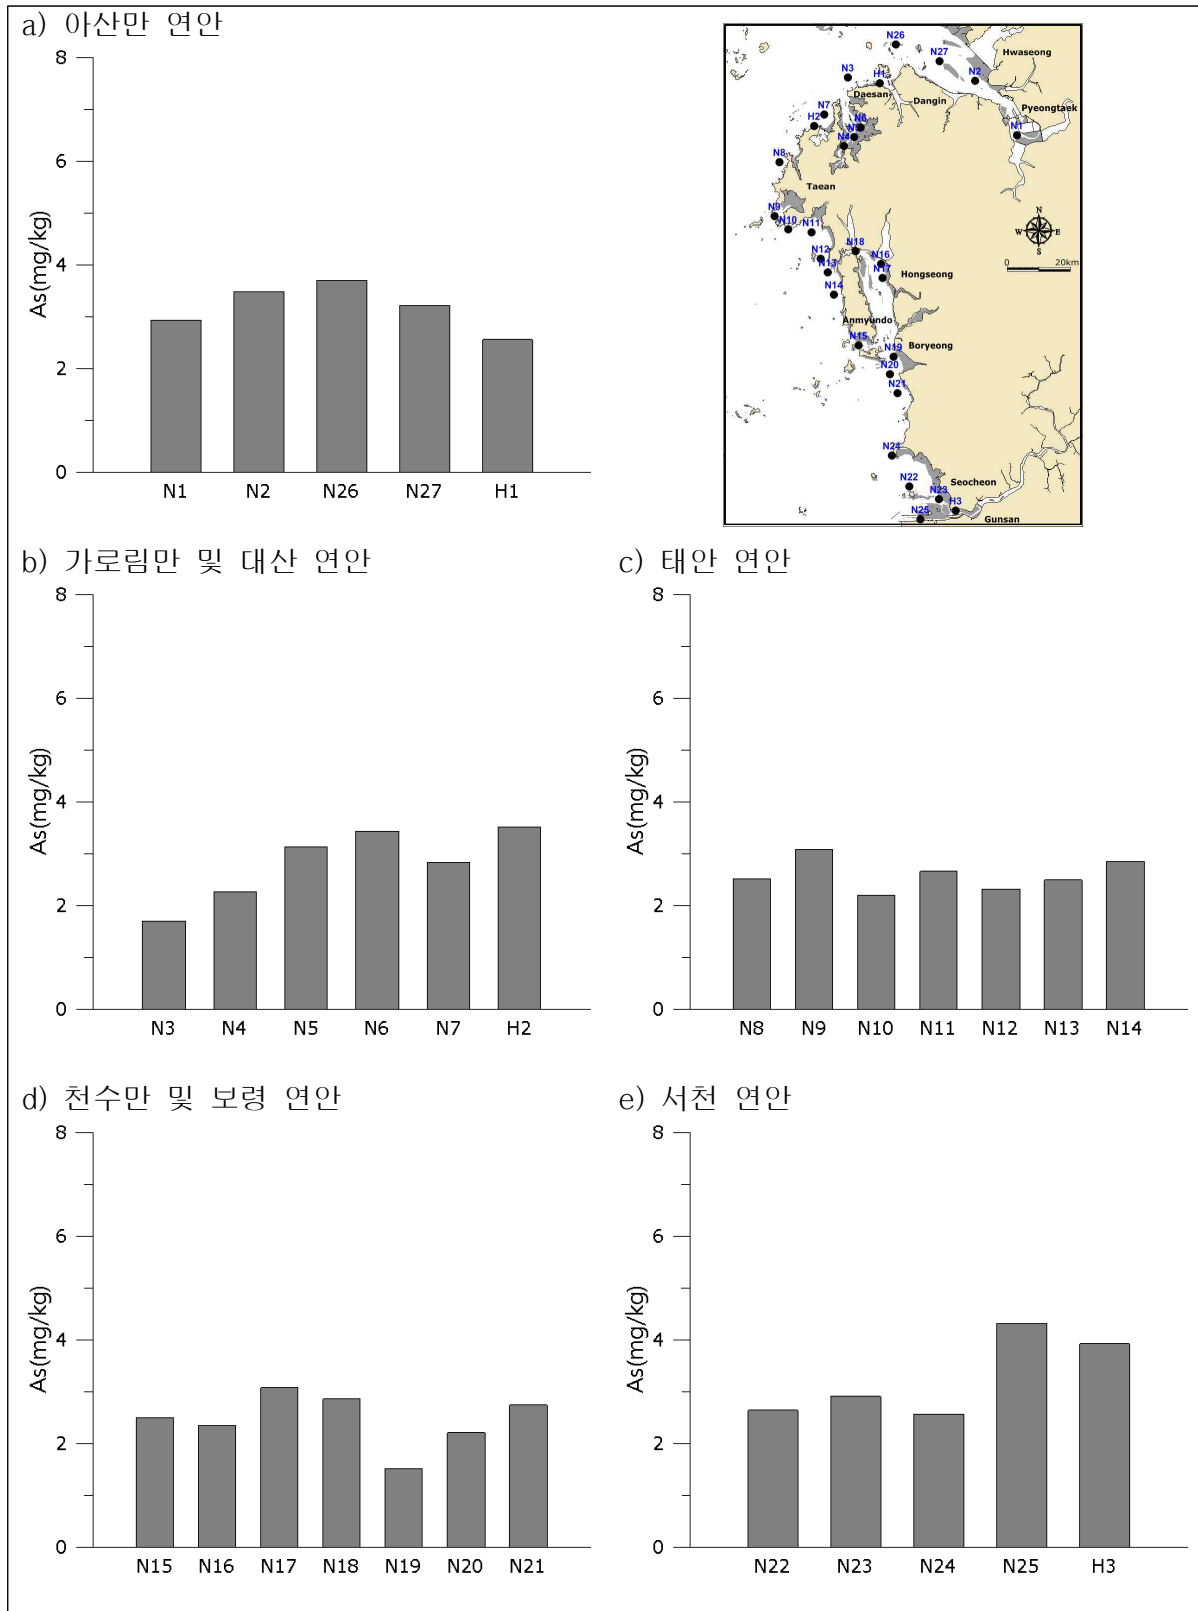 a) 아산만 연안
As(mg/kg)
8
6
4
2
0
N1 N2 N26 N27 H1
N26
N27
Hwaseong
N3
H1
N2
Daesan
Dangin
Pyeongtaek
N7
H2
N6
N5
N4
N1
N8
Taean
N9
N10
N11
N
W E
S
N18
N12
N16
0 20km
N13
N17
Hongseong
N14
Anmyundo
N15
N19
Boryeong
N20
N21
N24
N22
Seocheon
N23
H3
N25
Gunsan
b) 가로림만 및 대산 연안
As(mg/kg)
8
6
4
2
0
N3 N4 N5 N6 N7 H2
c) 태안 연안
As(mg/kg)
8
6
4
2
0
N8 N9 N10 N11 N12 N13 N14
d) 천수만 및 보령 연안
As(mg/kg)
8
6
4
2
0
N15 N16 N17 N18 N19 N20 N21
e) 서천 연안
As(mg/kg)
8
6
4
2
0
N22 N23 N24 N25 H3